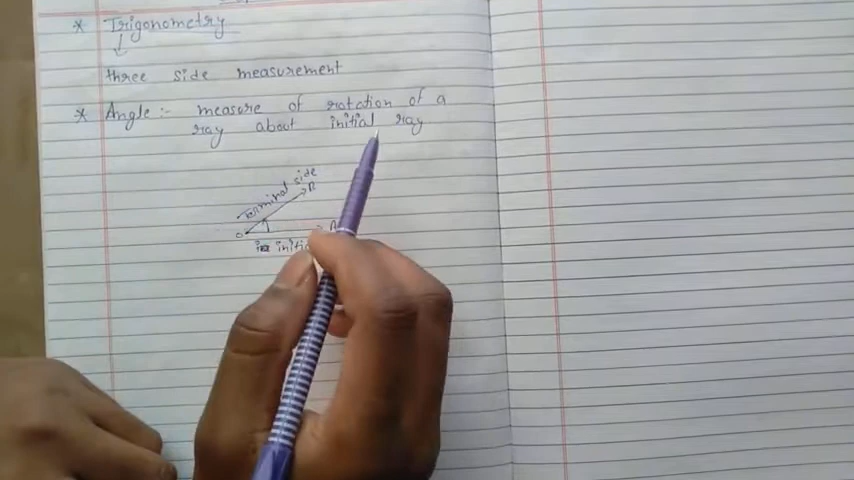 * Trigonometry
three side measurement
* Angle :- measure of rotation of a
ray about initial ray
Terminal side
B
O
A
initial